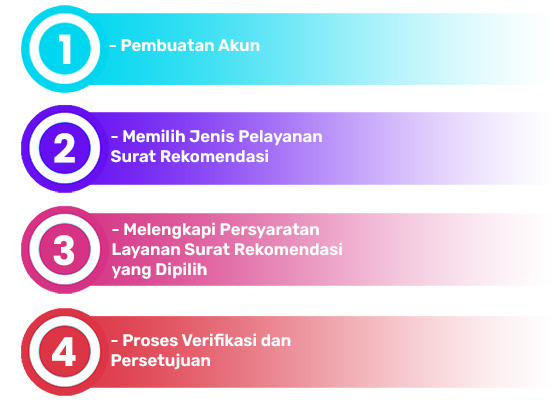 1
- Pembuatan Akun
2
- Memilih Jenis Pelayanan
Surat Rekomendasi
3
- Melengkapi Persyaratan
Layanan Surat Rekomendasi
yang Dipilih
4
- Proses Verifikasi dan
Persetujuan